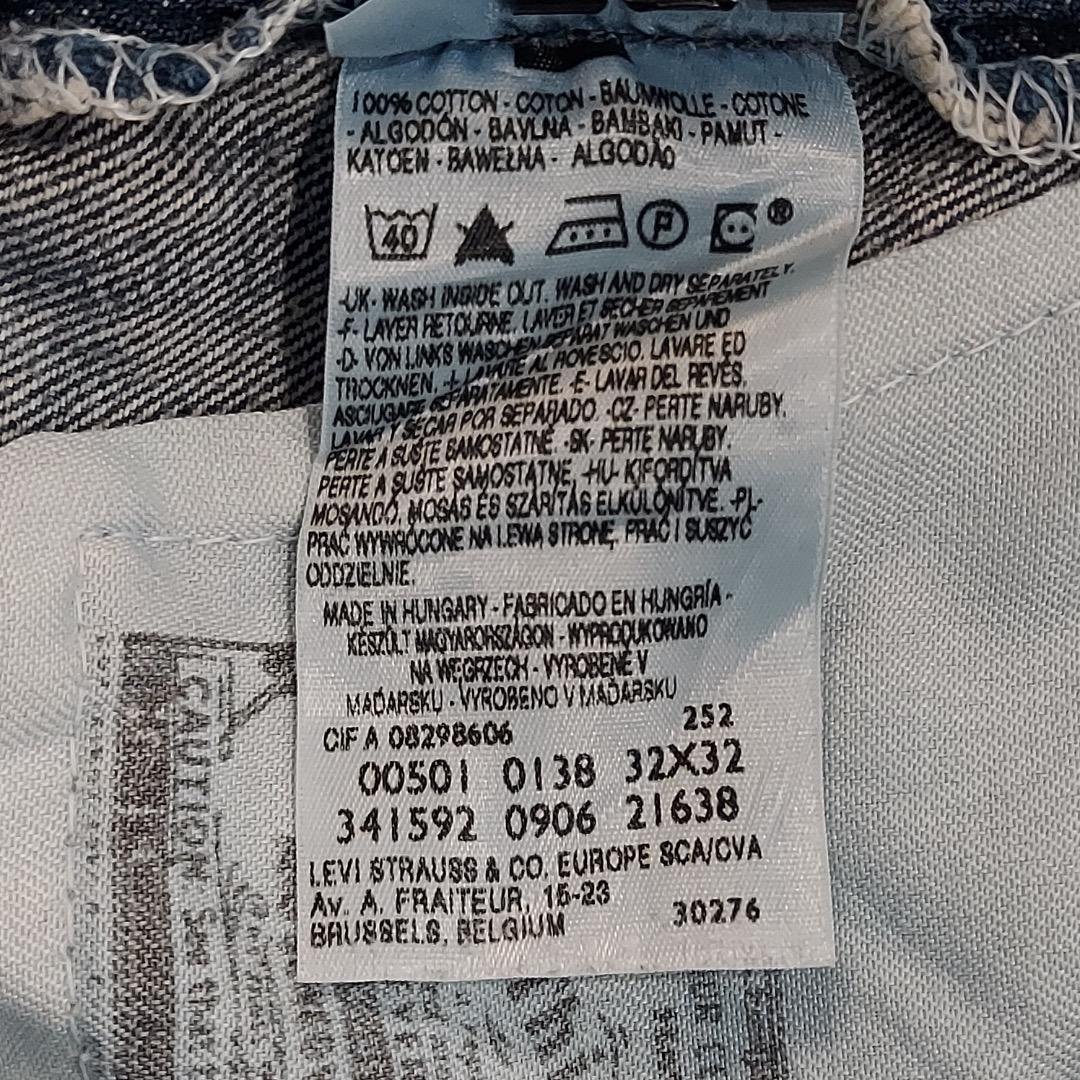 100% COTTON - COTON - BAUMWOLLE - COTONE
- ALGODÓN - BAVLNA - BAMBAKI - PAMUT -
KATOEN - BAWEŁNA - ALGODÃO
40 P ®
-UK- WASH INSIDE OUT. WASH AND DRY SEPARATELY.
-F- LAVER RETOURNE. LAVER ET SECHER SEPAREMENT
-D- VON LINKS WASCHEN SEPARAT WASCHEN UND
TROCKNEN. -I- LAVARE AL ROVESCIO. LAVARE ED
ASCIUGARE SEPARATAMENTE. -E- LAVAR DEL REVÉS.
LAVAR Y SECAR POR SEPARADO. -CZ- PERTE NARUBY.
PERTE A SUŠTE SAMOSTATNĚ. -SK- PERTE NARUBY.
PERTE A SUŠTE SAMOSTATNE, -HU- KIFORDÍTVA
MOSANDÓ. MOSÁS ÉS SZÁRÍTÁS ELKÜLÖNÍTVE. -PL-
PRAĆ WYWRÓCONE NA LEWĄ STRONĘ, PRAĆ I SUSZYĆ
ODDZIELNIE.
MADE IN HUNGARY - FABRICADO EN HUNGRÍA -
KÉSZÜLT MAGYARORSZÁGON - WYPRODUKOWANO
NA WĘGRZECH - VYROBENÉ V
MAĎARSKU - VYROBENO V MAĎARSKU
CIF A 08298606 252
00501 0138 32X32
341592 0906 21638
LEVI STRAUSS & CO. EUROPE SCA/CVA
Av. A. FRAITEUR, 15-23
BRUSSELS, BELGIUM 30276
CAUTION